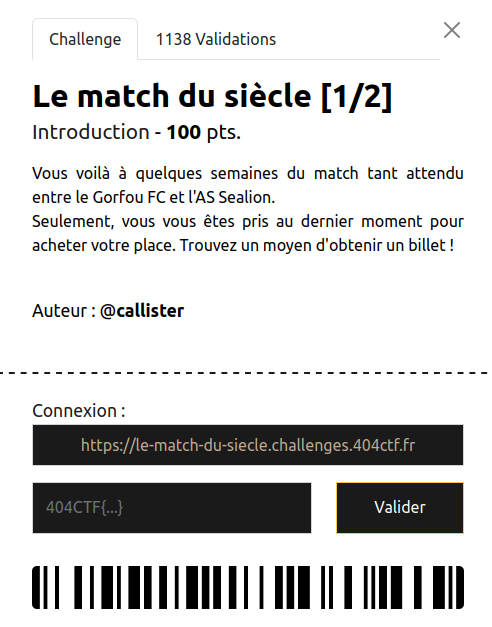 Challenge
1138 Validations
Le match du siècle [1/2]
Introduction - 100 pts.
Vous voilà à quelques semaines du match tant attendu
entre le Gorfou FC et l'AS Sealion.
Seulement, vous vous êtes pris au dernier moment pour
acheter votre place. Trouvez un moyen d'obtenir un billet !
Auteur : @callister
Connexion :
https://le-match-du-siecle.challenges.404ctf.fr
404CTF{...}
Valider